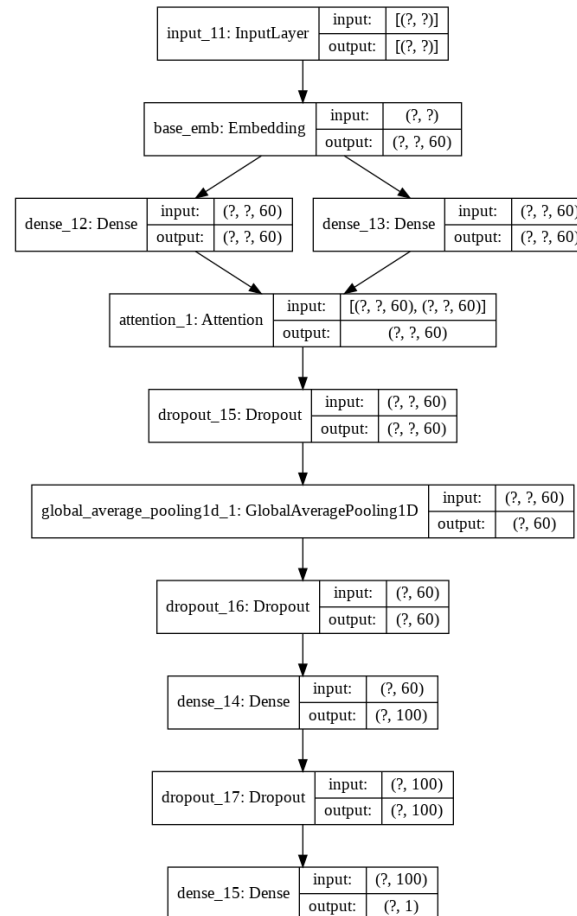 input_11: InputLayer
input: [(?, ?)]
output: [(?, ?)]
base_emb: Embedding
input: (?, ?)
output: (?, ?, 60)
dense_12: Dense
input: (?, ?, 60)
output: (?, ?, 60)
dense_13: Dense
input: (?, ?, 60)
output: (?, ?, 60)
attention_1: Attention
input: [(?, ?, 60), (?, ?, 60)]
output: (?, ?, 60)
dropout_15: Dropout
input: (?, ?, 60)
output: (?, ?, 60)
global_average_pooling1d_1: GlobalAveragePooling1D
input: (?, ?, 60)
output: (?, 60)
dropout_16: Dropout
input: (?, 60)
output: (?, 60)
dense_14: Dense
input: (?, 60)
output: (?, 100)
dropout_17: Dropout
input: (?, 100)
output: (?, 100)
dense_15: Dense
input: (?, 100)
output: (?, 1)